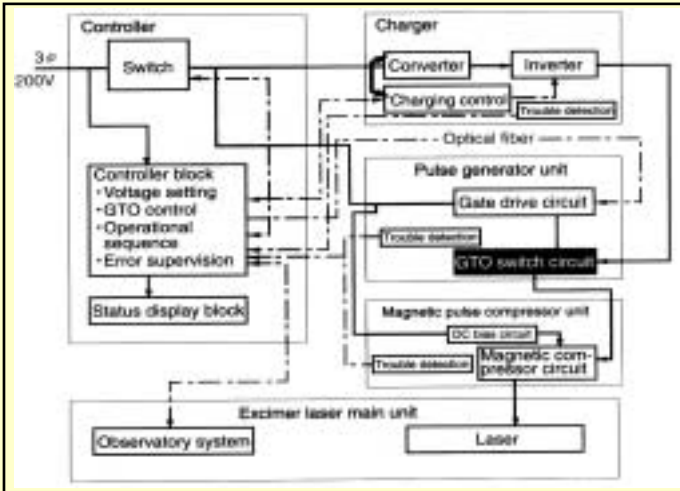 Controller
3φ
200V
Switch
Controller block
・Voltage setting
・GTO control
・Operational
sequence
・Error supervision
Status display block
Charger
Converter
Inverter
Charging control
Trouble detection
Optical fiber
Pulse generator unit
Gate drive circuit
Trouble detection
GTO switch circuit
Magnetic pulse compressor unit
DC bias circuit
Trouble detection
Magnetic com-
pressor circuit
Excimer laser main unit
Observatory system
Laser